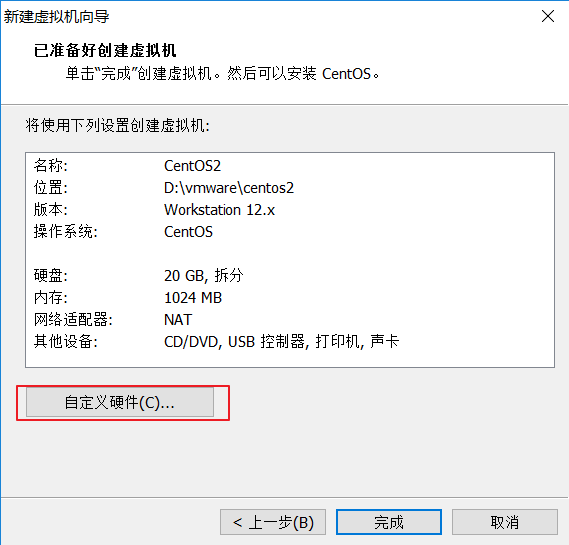 新建虚拟机向导
已准备好创建虚拟机
单击“完成”创建虚拟机。然后可以安装 CentOS。
将使用下列设置创建虚拟机:
名称: CentOS2
位置: D:\vmware\centos2
版本: Workstation 12.x
操作系统: CentOS
硬盘: 20 GB, 拆分
内存: 1024 MB
网络适配器: NAT
其他设备: CD/DVD, USB 控制器, 打印机, 声卡
自定义硬件(C)...
< 上一步(B) 完成 取消